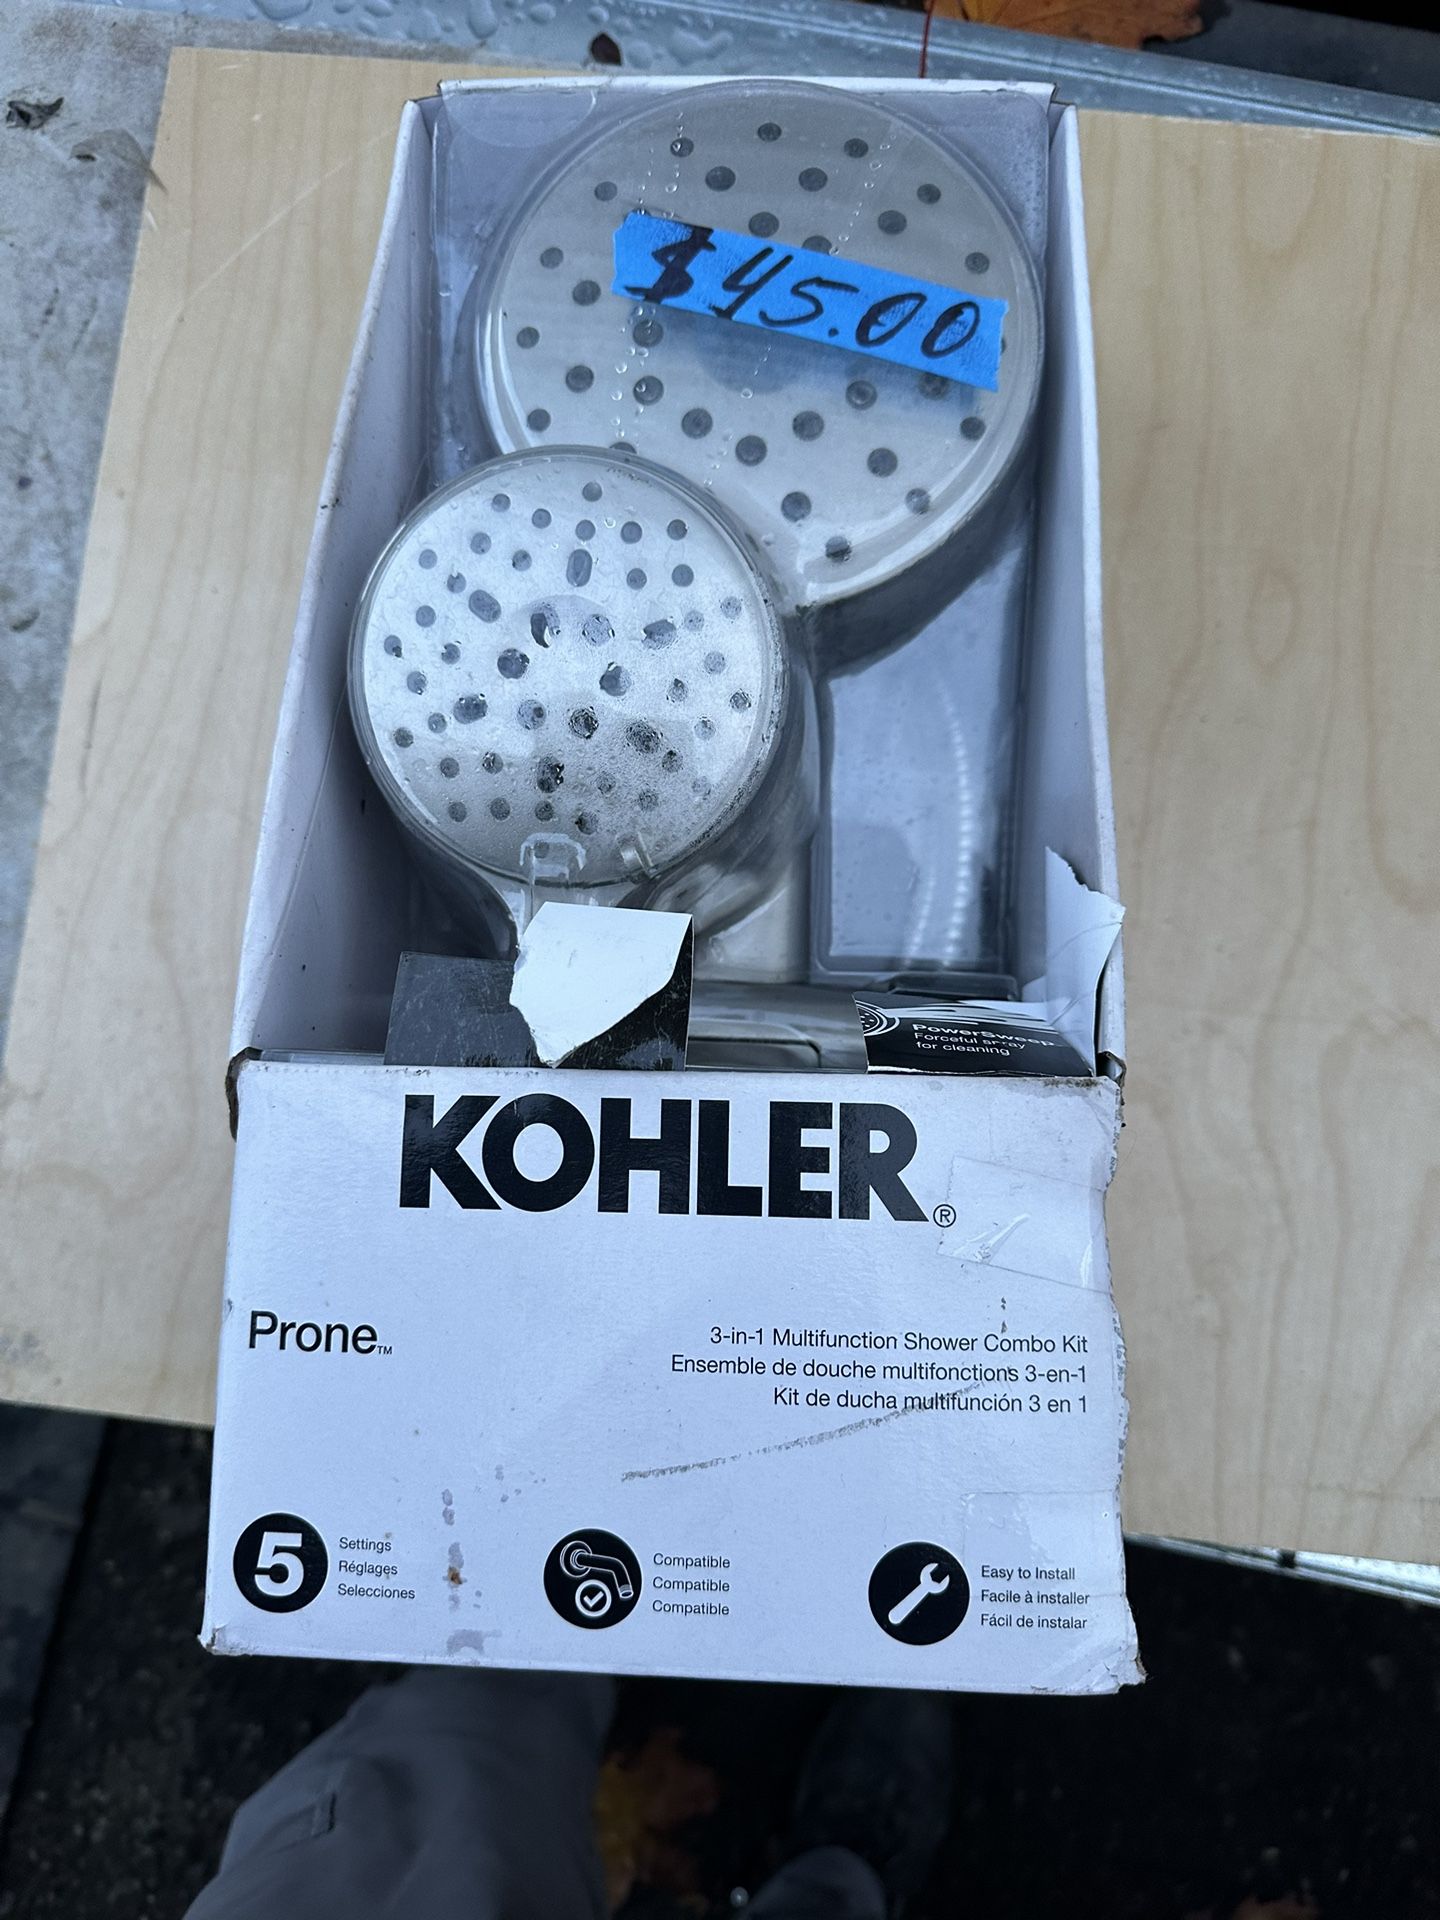 $45.00
PowerSweep
Forceful spray
for cleaning
KOHLER®
Prone™
3-in-1 Multifunction Shower Combo Kit
Ensemble de douche multifonctions 3-en-1
Kit de ducha multifunción 3 en 1
5
Settings
Réglages
Selecciones
Compatible
Compatible
Compatible
Easy to Install
Facile à installer
Fácil de instalar